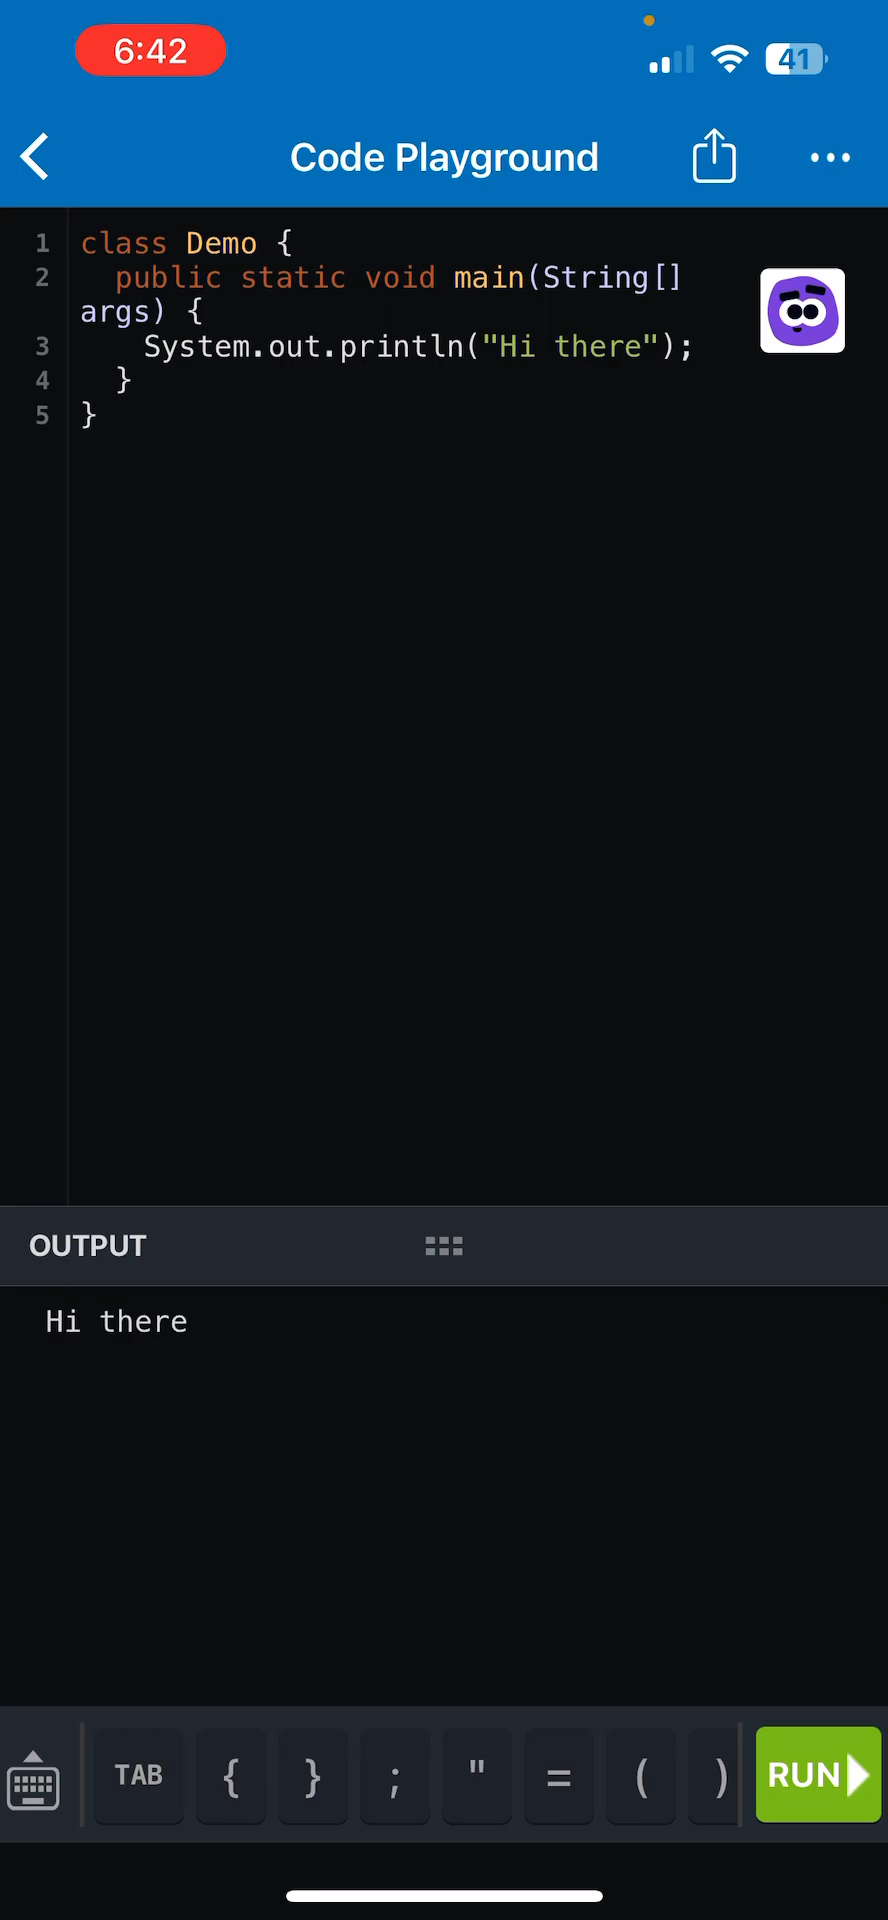 6:42
41
Code Playground
1 class Demo {
2   public static void main(String[]
args) {
3     System.out.println("Hi there");
4   }
5 }
OUTPUT
Hi there
TAB { } ; " = ( ) RUN